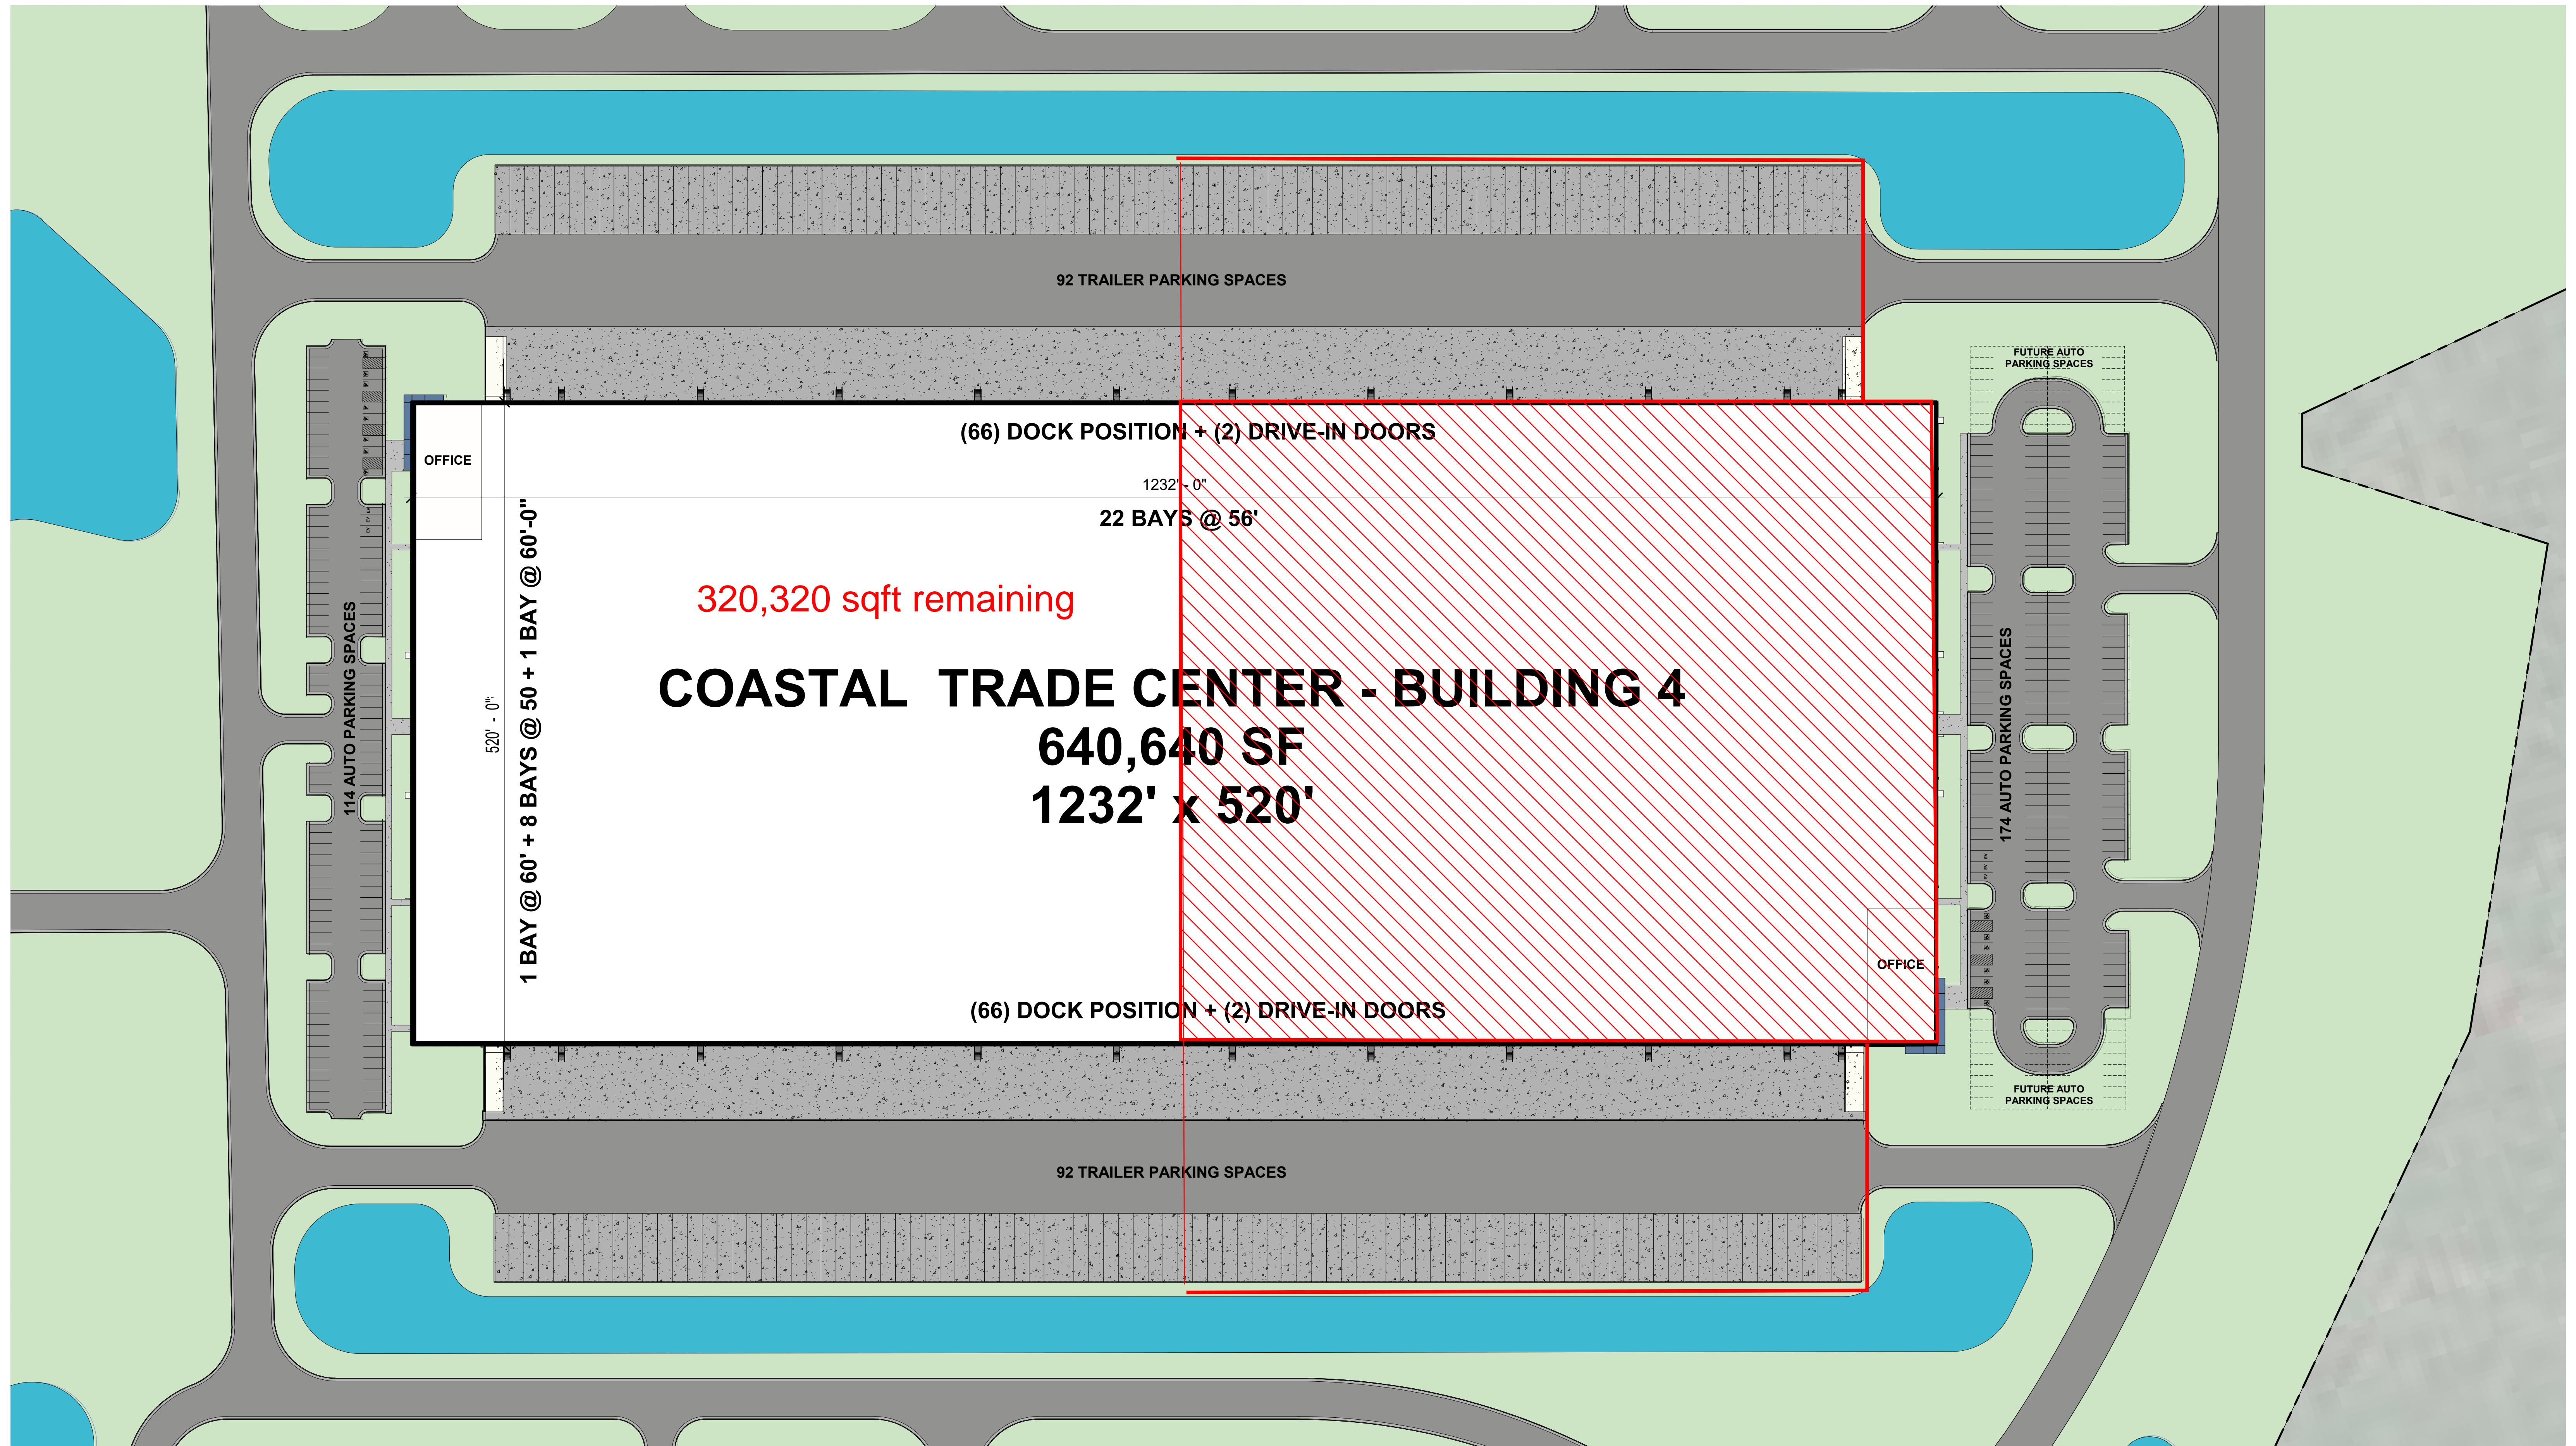 92 TRAILER PARKING SPACES
FUTURE AUTO
PARKING SPACES
(66) DOCK POSITION + (2) DRIVE-IN DOORS
OFFICE
1232' - 0"
22 BAYS @ 56'
1 BAY @ 60' + 8 BAYS @ 50 + 1 BAY @ 60'-0"
520' - 0"
320,320 sqft remaining
114 AUTO PARKING SPACES
174 AUTO PARKING SPACES
COASTAL TRADE CENTER - BUILDING 4
640,640 SF
1232' x 520'
OFFICE
(66) DOCK POSITION + (2) DRIVE-IN DOORS
FUTURE AUTO
PARKING SPACES
92 TRAILER PARKING SPACES